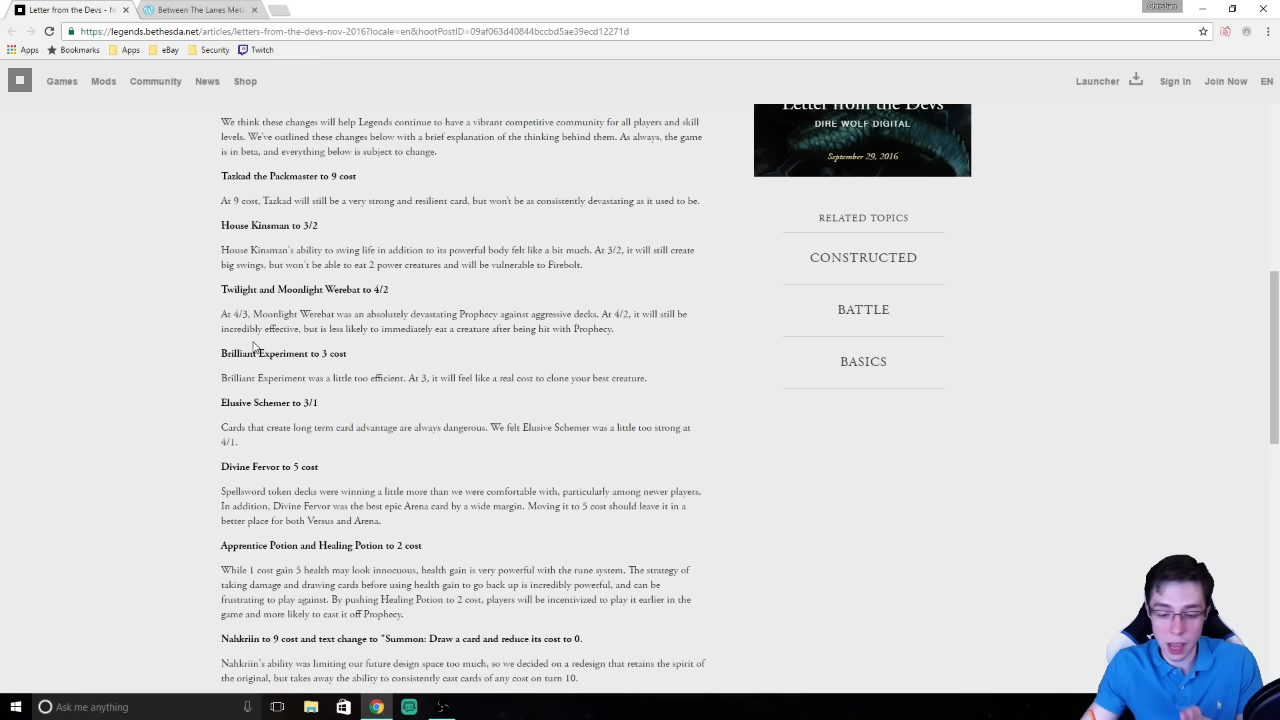 Letter from the Devs - N
Between The Lanes Meta
Christian
https://legends.bethesda.net/articles/letters-from-the-devs-nov-2016?locale=en&hootPostID=09af063d40844bccbd5ae39ecd12271d
Apps
Bookmarks
Apps
eBay
Security
Twitch
Games
Mods
Community
News
Shop
Launcher
Sign In
Join Now
EN
We think these changes will help Legends continue to have a vibrant competitive community for all players and skill
levels. We've outlined these changes below with a brief explanation of the thinking behind them. As always, the game
is in beta, and everything below is subject to change.
Tazkad the Packmaster to 9 cost
At 9 cost, Tazkad will still be a very strong and resilient card, but won't be as consistently devastating as it used to be.
House Kinsman to 3/2
House Kinsman's ability to swing life in addition to its powerful body felt like a bit much. At 3/2, it will still create
big swings, but won't be able to eat 2 power creatures and will be vulnerable to Firebolt.
Twilight and Moonlight Werebat to 4/2
At 4/3, Moonlight Werebat was an absolutely devastating Prophecy against aggressive decks. At 4/2, it will still be
incredibly effective, but is less likely to immediately eat a creature after being hit with Prophecy.
Brilliant Experiment to 3 cost
Brilliant Experiment was a little too efficient. At 3, it will feel like a real cost to clone your best creature.
Elusive Schemer to 3/1
Cards that create long term card advantage are always dangerous. We felt Elusive Schemer was a little too strong at
4/1.
Divine Fervor to 5 cost
Spellsword token decks were winning a little more than we were comfortable with, particularly among newer players.
In addition, Divine Fervor was the best epic Arena card by a wide margin. Moving it to 5 cost should leave it in a
better place for both Versus and Arena.
Apprentice Potion and Healing Potion to 2 cost
While 1 cost gain 5 health may look innocuous, health gain is very powerful with the rune system. The strategy of
taking damage and drawing cards before using health gain to go back up is incredibly powerful, and can be
frustrating to play against. By pushing Healing Potion to 2 cost, players will be incentivized to play it earlier in the
game and more likely to cast it off Prophecy.
Nahkriin to 9 cost and text change to "Summon: Draw a card and reduce its cost to 0.
Nahkriin's ability was limiting our future design space too much, so we decided on a redesign that retains the spirit of
the original, but takes away the ability to consistently cast cards of any cost on turn 10.
Letter from the Devs
DIRE WOLF DIGITAL
September 29, 2016
RELATED TOPICS
CONSTRUCTED
BATTLE
BASICS
Ask me anything